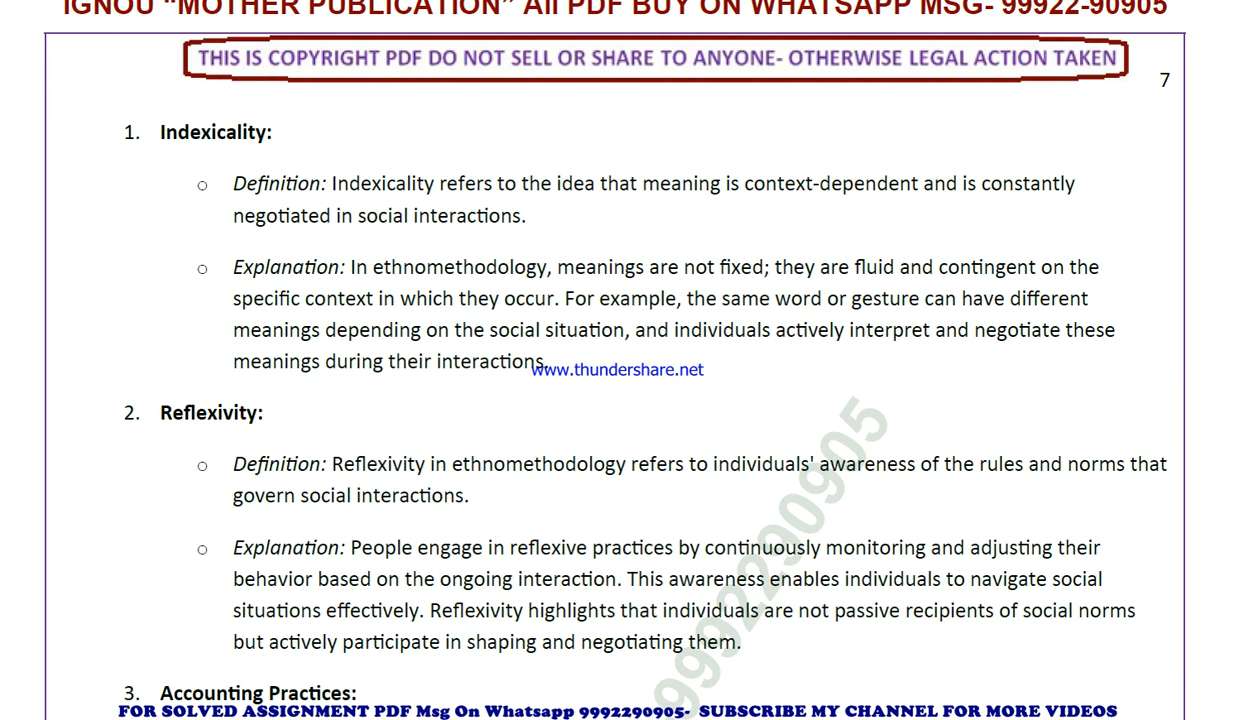 IGNOU “MOTHER PUBLICATION” All PDF BUY ON WHATSAPP MSG- 99922-90905
THIS IS COPYRIGHT PDF DO NOT SELL OR SHARE TO ANYONE- OTHERWISE LEGAL ACTION TAKEN
7
1. Indexicality:
○ Definition: Indexicality refers to the idea that meaning is context-dependent and is constantly
negotiated in social interactions.
○ Explanation: In ethnomethodology, meanings are not fixed; they are fluid and contingent on the
specific context in which they occur. For example, the same word or gesture can have different
meanings depending on the social situation, and individuals actively interpret and negotiate these
meanings during their interactions.
www.thundershare.net
2. Reflexivity:
○ Definition: Reflexivity in ethnomethodology refers to individuals' awareness of the rules and norms that
govern social interactions.
○ Explanation: People engage in reflexive practices by continuously monitoring and adjusting their
behavior based on the ongoing interaction. This awareness enables individuals to navigate social
situations effectively. Reflexivity highlights that individuals are not passive recipients of social norms
but actively participate in shaping and negotiating them.
9992290905
3. Accounting Practices:
FOR SOLVED ASSIGNMENT PDF Msg On Whatsapp 9992290905- SUBSCRIBE MY CHANNEL FOR MORE VIDEOS